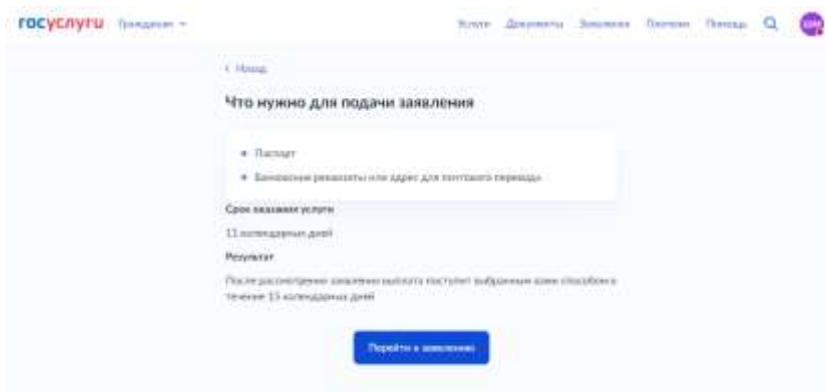 госуслуги Гражданам
Услуги Документы Заявления Платежи Помощь
Назад
Что нужно для подачи заявления
Паспорт
Банковские реквизиты или адрес для почтового перевода
Срок оказания услуги
календарных дней
Результат
После рассмотрения заявления выплата поступит выбранным вами способом в
течение 15 календарных дней
Перейти к заявлению